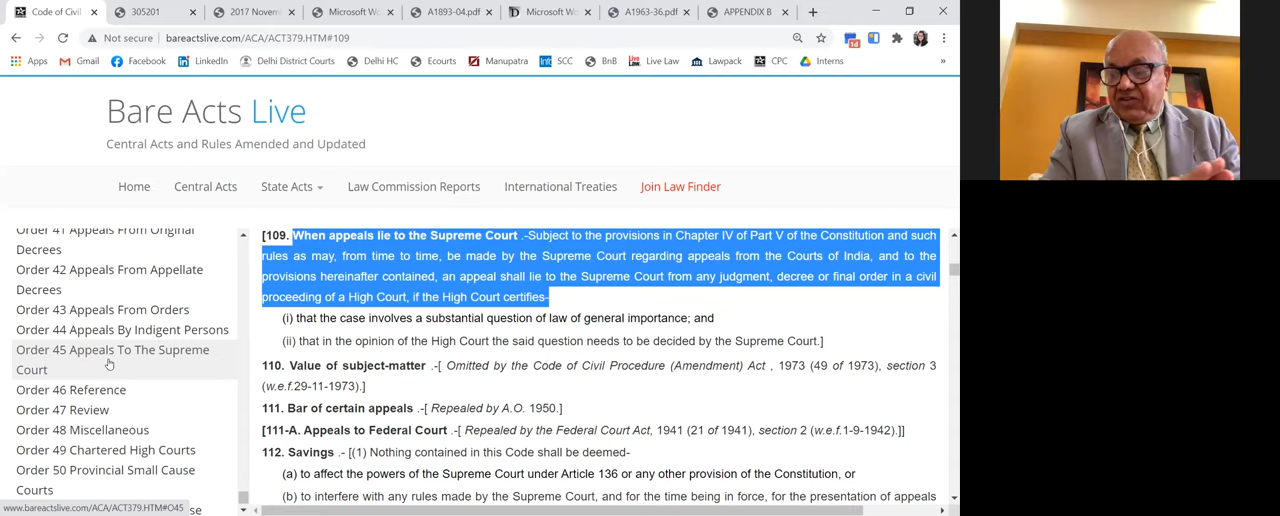 Code of Civi
305201
2017 Novem
Microsoft W
A1893-04.pdf
Microsoft W
A1963-36.pdf
APPENDIX B
Not secure
bareactslive.com/ACA/ACT379.HTM#109
Apps
Gmail
Facebook
LinkedIn
Delhi District Courts
Delhi HC
Ecourts
Manupatra
SCC
BnB
Live Law
Lawpack
CPC
Interns
Bare Acts Live
Central Acts and Rules Amended and Updated
Home
Central Acts
State Acts
Law Commission Reports
International Treaties
Join Law Finder
Order 41 Appeals From Original
Decrees
Order 42 Appeals From Appellate
Decrees
Order 43 Appeals From Orders
Order 44 Appeals By Indigent Persons
Order 45 Appeals To The Supreme
Court
Order 46 Reference
Order 47 Review
Order 48 Miscellaneous
Order 49 Chartered High Courts
Order 50 Provincial Small Cause
Courts
www.bareactslive.com/ACA/ACT379.HTM#O45
se
[109. When appeals lie to the Supreme Court .-Subject to the provisions in Chapter IV of Part V of the Constitution and such
rules as may, from time to time, be made by the Supreme Court regarding appeals from the Courts of India, and to the
provisions hereinafter contained, an appeal shall lie to the Supreme Court from any judgment, decree or final order in a civil
proceeding of a High Court, if the High Court certifies-
(i) that the case involves a substantial question of law of general importance; and
(ii) that in the opinion of the High Court the said question needs to be decided by the Supreme Court.]
110. Value of subject-matter .-[ Omitted by the Code of Civil Procedure (Amendment) Act , 1973 (49 of 1973), section 3
(w.e.f.29-11-1973).]
111. Bar of certain appeals .-[ Repealed by A.O. 1950.]
[111-A. Appeals to Federal Court .-[ Repealed by the Federal Court Act, 1941 (21 of 1941), section 2 (w.e.f.1-9-1942).]]
112. Savings .- [(1) Nothing contained in this Code shall be deemed-
(a) to affect the powers of the Supreme Court under Article 136 or any other provision of the Constitution, or
(b) to interfere with any rules made by the Supreme Court, and for the time being in force, for the presentation of appeals